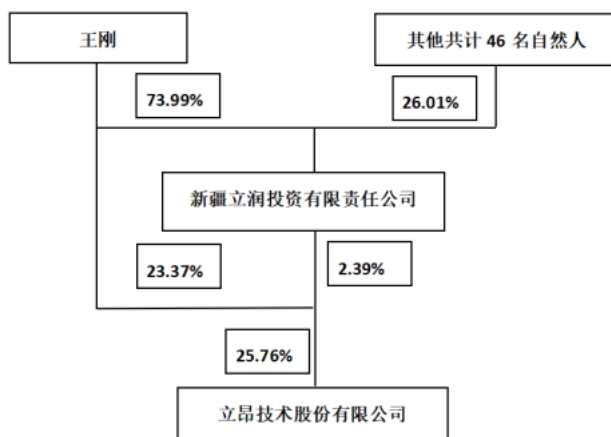 王刚
其他共计 46 名自然人
73.99%
26.01%
新疆立润投资有限责任公司
23.37%
2.39%
25.76%
立昂技术股份有限公司